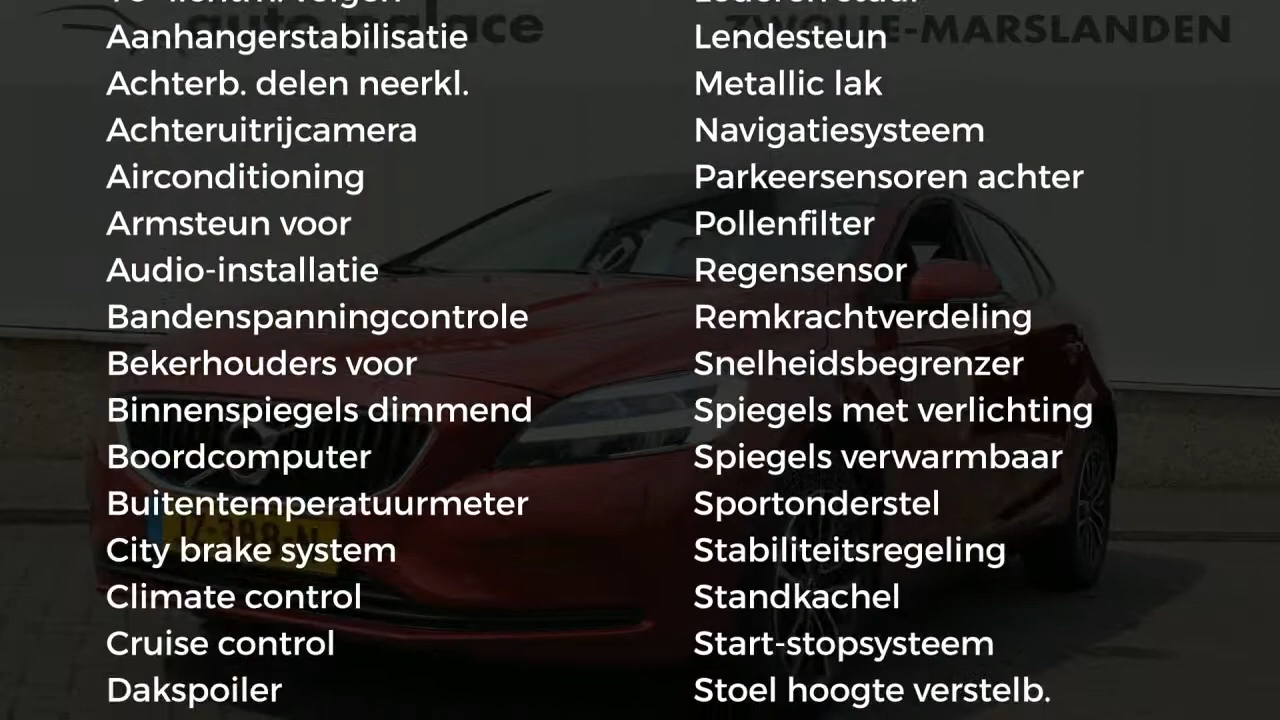 auto palace
ZWOLLE-MARSLANDEN
Aanhangerstabilisatie
Achterb. delen neerkl.
Achteruitrijcamera
Airconditioning
Armsteun voor
Audio-installatie
Bandenspanningcontrole
Bekerhouders voor
Binnenspiegels dimmend
Boordcomputer
Buitentemperatuurmeter
City brake system
Climate control
Cruise control
Dakspoiler
Lendesteun
Metallic lak
Navigatiesysteem
Parkeersensoren achter
Pollenfilter
Regensensor
Remkrachtverdeling
Snelheidsbegrenzer
Spiegels met verlichting
Spiegels verwarmbaar
Sportonderstel
Stabiliteitsregeling
Standkachel
Start-stopsysteem
Stoel hoogte verstelb.